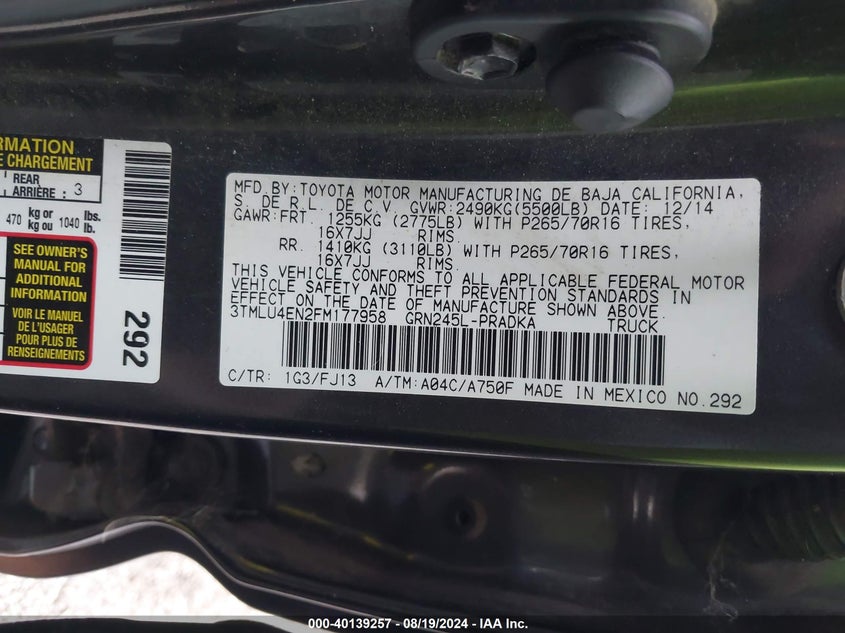 RMATION
E CHARGEMENT
REAR
ARRIÈRE : 3
470 kg or 1040 lbs.
kg ou lb.
SEE OWNER'S
MANUAL FOR
ADDITIONAL
INFORMATION
VOIR LE MANUEL
DE L'USAGER
POUR PLUS DE
RENSEIGNEMENTS
292
MFD BY:TOYOTA MOTOR MANUFACTURING DE BAJA CALIFORNIA,
S. DE R.L. DE C.V. GVWR:2490KG(5500LB) DATE: 12/14
GAWR:FRT. 1255KG (2775LB) WITH P265/70R16 TIRES,
16X7JJ RIMS.
RR. 1410KG (3110LB) WITH P265/70R16 TIRES,
16X7JJ RIMS.
THIS VEHICLE CONFORMS TO ALL APPLICABLE FEDERAL MOTOR
VEHICLE SAFETY AND THEFT PREVENTION STANDARDS IN
EFFECT ON THE DATE OF MANUFACTURE SHOWN ABOVE.
3TMLU4EN2FM177958 GRN245L-PRADKA TRUCK
C/TR: 1G3/FJ13 A/TM:A04C/A750F MADE IN MEXICO NO.292
000-40139257 - 08/19/2024 - IAA Inc.